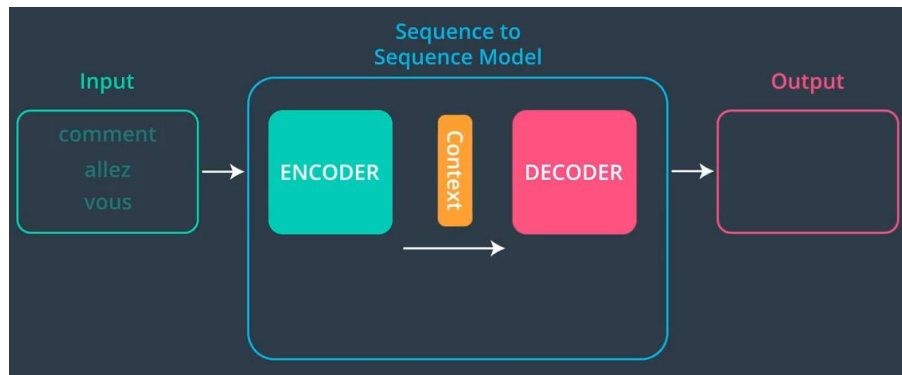 Sequence to
Sequence Model
Input
Output
comment
allez
vous
ENCODER
Context
DECODER